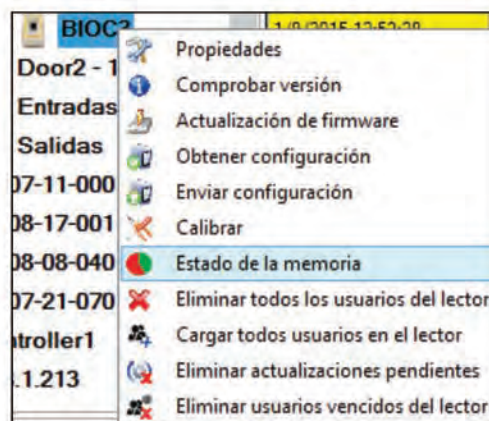 BIOC3
1/8/2015 12:52:28
Door2 - 1
Entradas
Salidas
07-11-000
08-17-001
08-08-040
07-21-070
ntroller1
.1.213
Propiedades
Comprobar versión
Actualización de firmware
Obtener configuración
Enviar configuración
Calibrar
Estado de la memoria
Eliminar todos los usuarios del lector
Cargar todos usuarios en el lector
Eliminar actualizaciones pendientes
Eliminar usuarios vencidos del lector